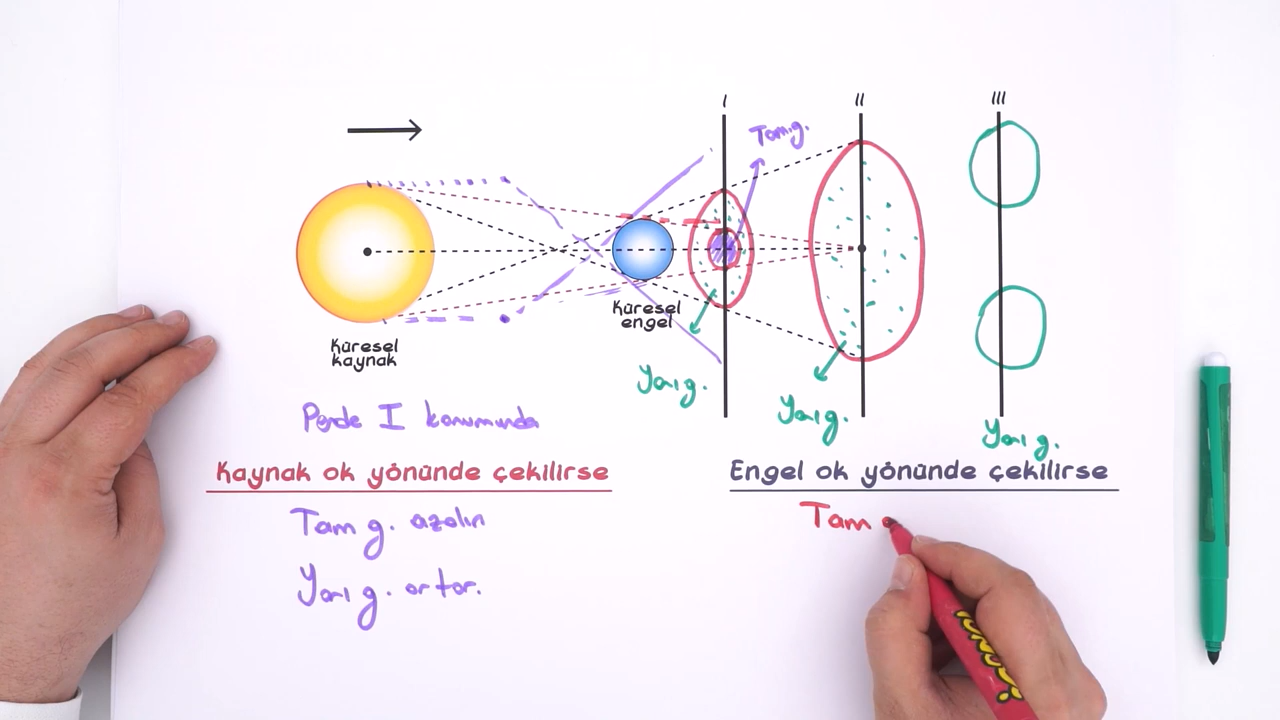 I
II
III
Tam g.
Küresel
engel
Küresel
kaynak
Yarı g.
Yarı g.
Yarı g.
Perde I konumunda
Kaynak ok yönünde çekilirse
Engel ok yönünde çekilirse
Tam g. azalır
Tam
Yarı g. artar.